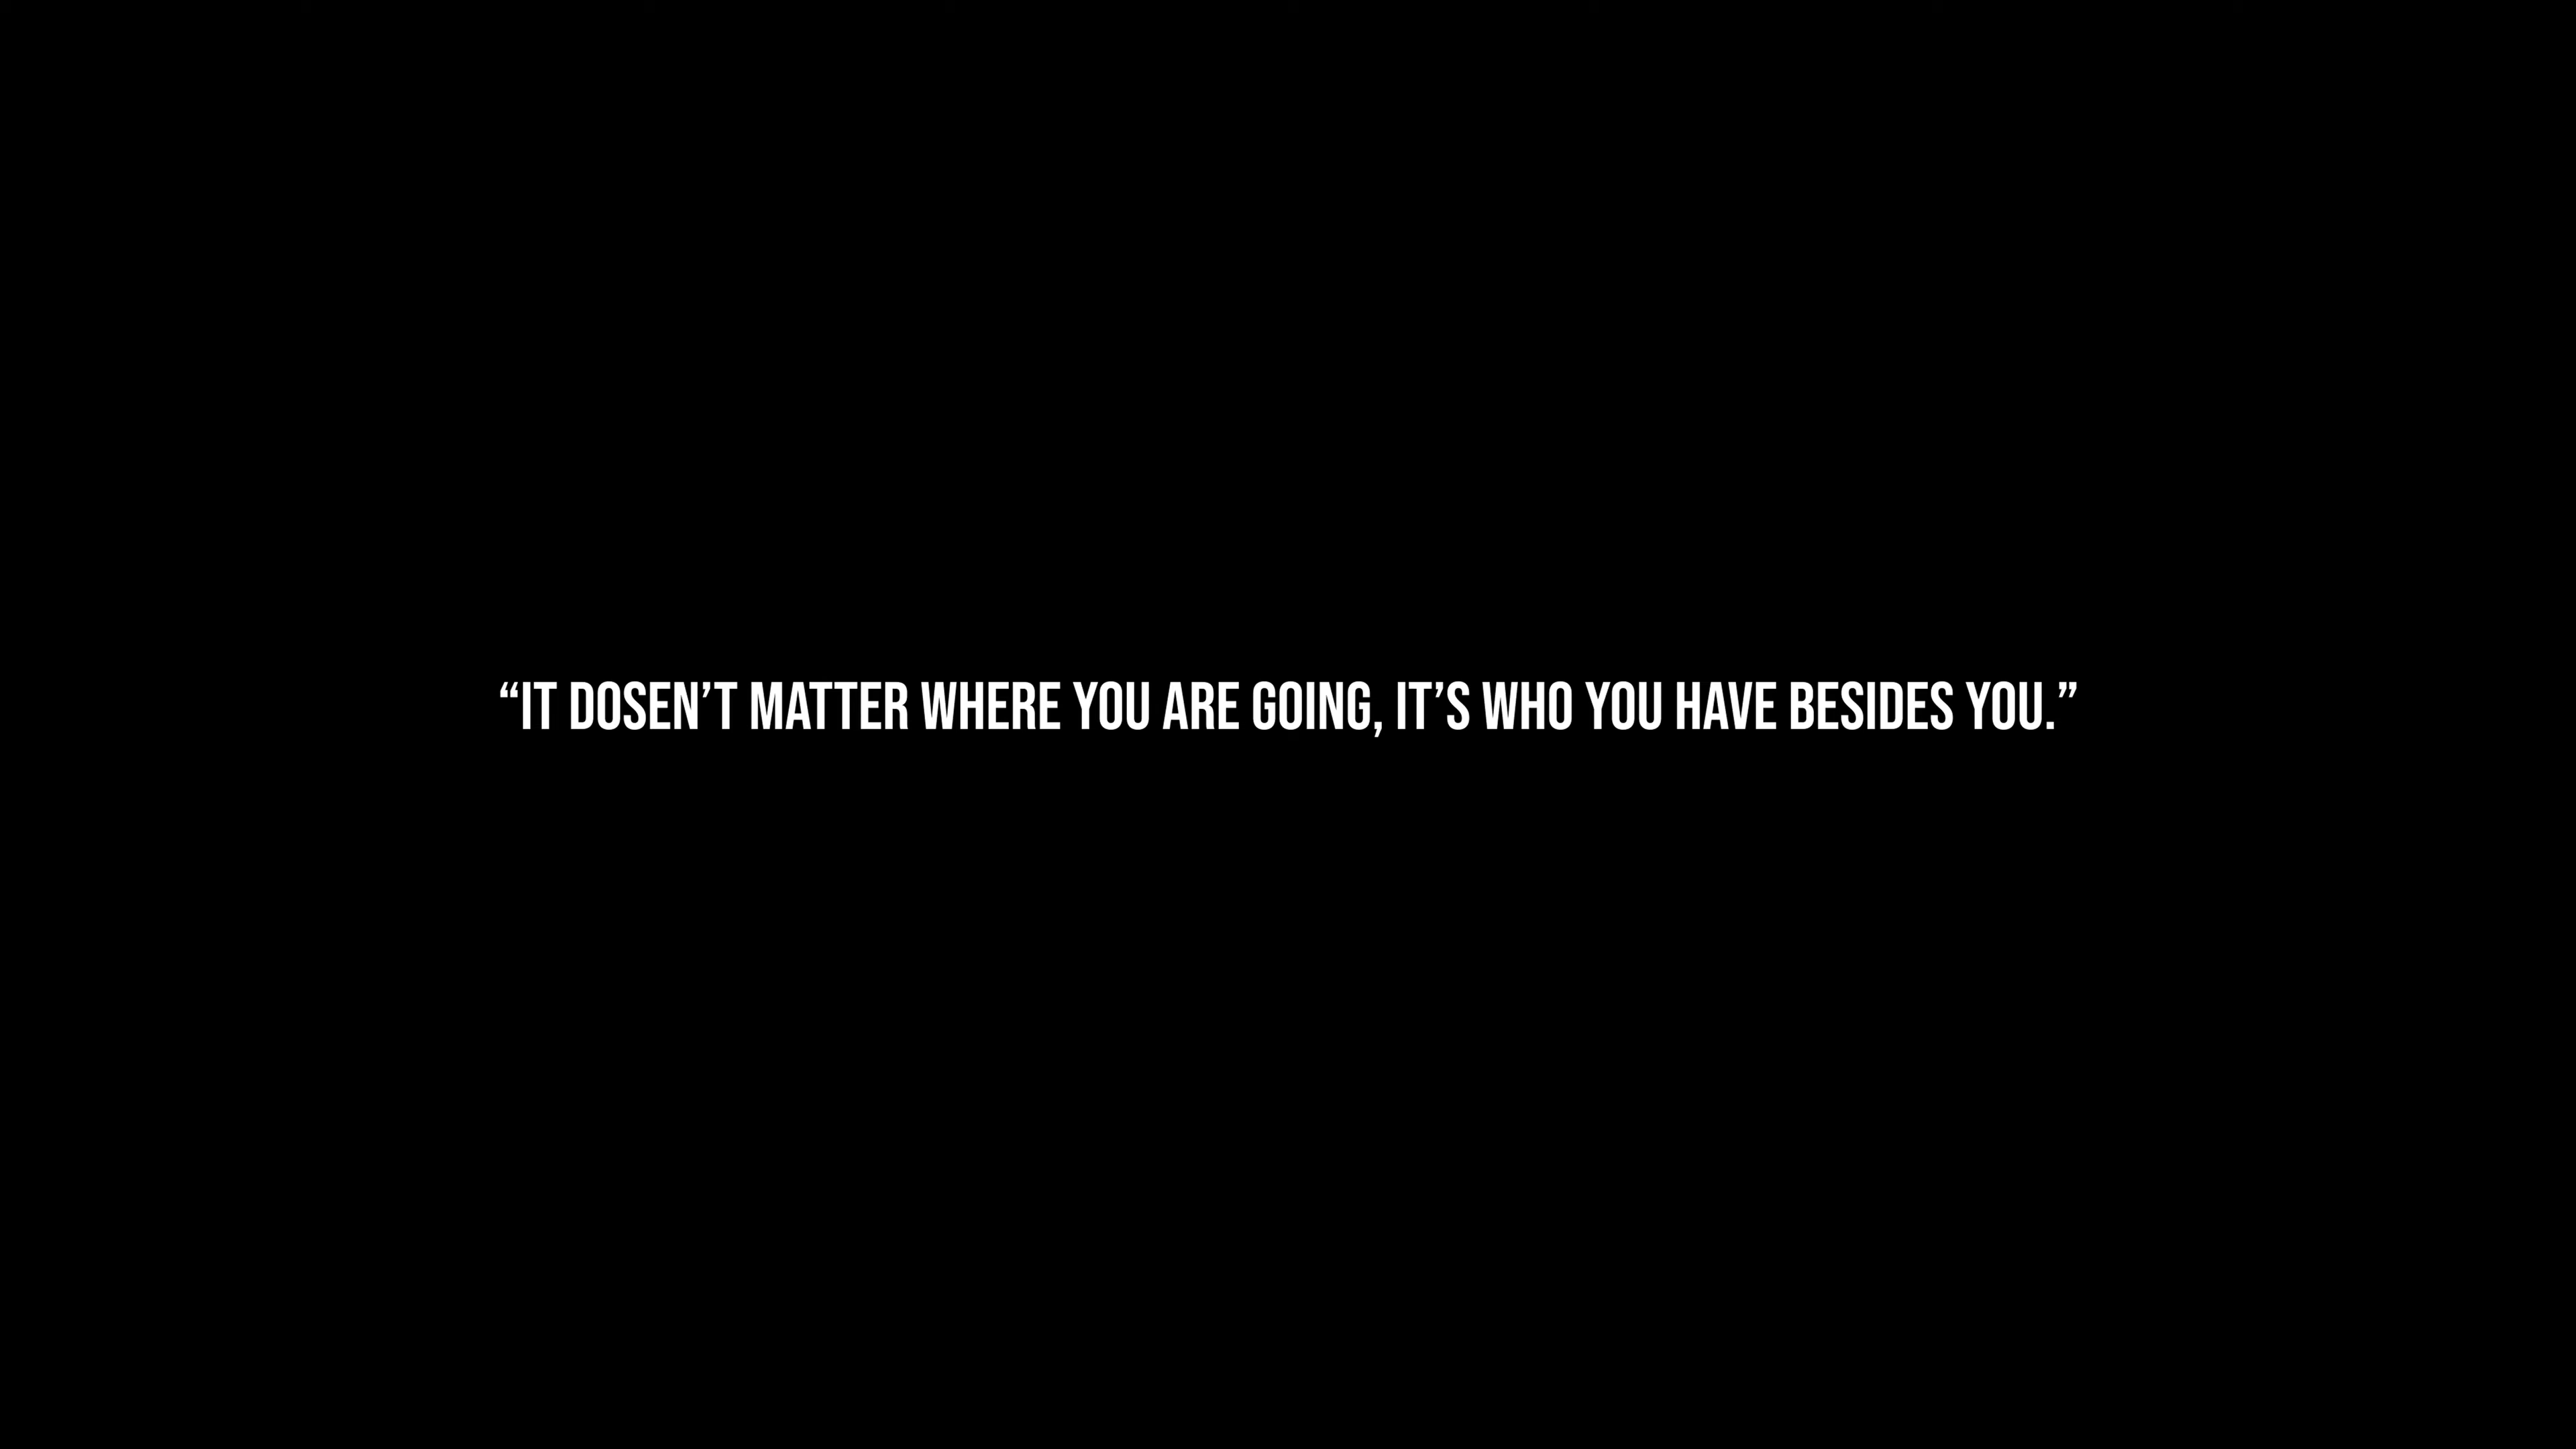 “IT DOSEN’T MATTER WHERE YOU ARE GOING, IT’S WHO YOU HAVE BESIDES YOU.”